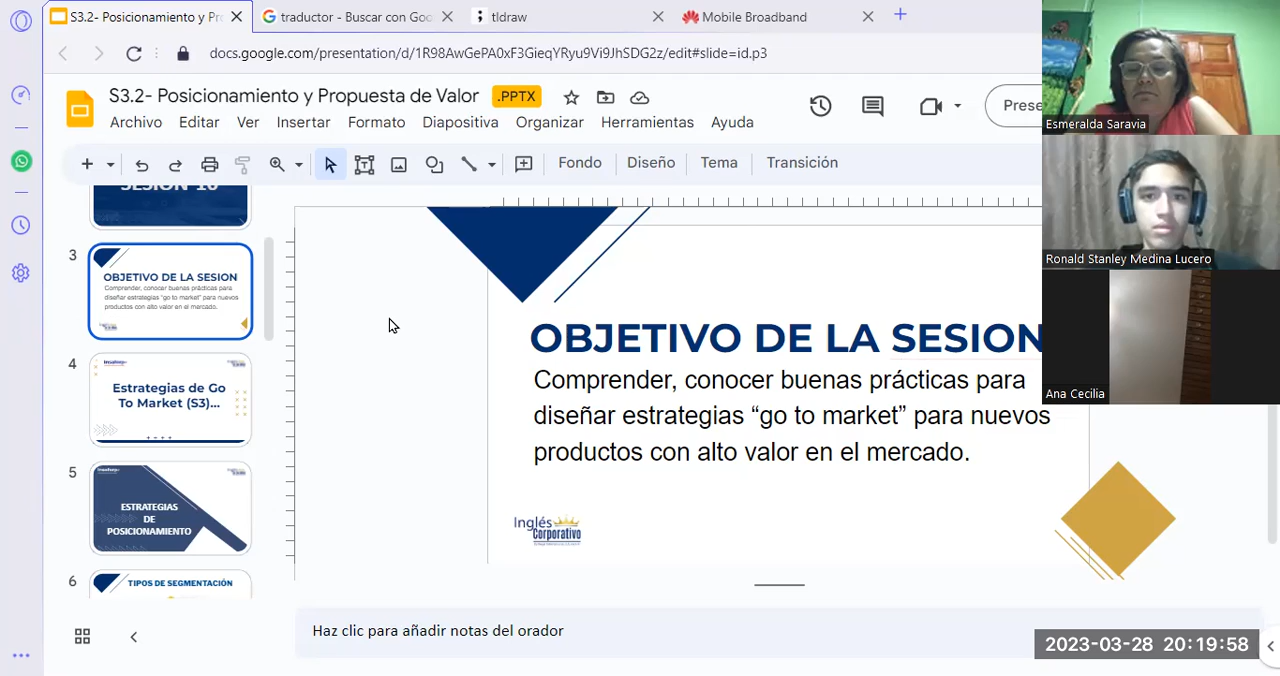 S3.2- Posicionamiento y Pr
traductor - Buscar con Goo
tldraw
Mobile Broadband
docs.google.com/presentation/d/1R98AwGePA0xF3GieqYRyu9Vi9JhSDG2z/edit#slide=id.p3
S3.2- Posicionamiento y Propuesta de Valor .PPTX
Archivo Editar Ver Insertar Formato Diapositiva Organizar Herramientas Ayuda
Prese
Fondo Diseño Tema Transición
SESION 10
3
OBJETIVO DE LA SESION
Comprender, conocer buenas prácticas para
diseñar estrategias “go to market” para nuevos
productos con alto valor en el mercado.
4
Estrategias de Go
To Market (S3)...
5
ESTRATEGIAS
DE
POSICIONAMIENTO
6
TIPOS DE SEGMENTACIÓN
OBJETIVO DE LA SESION
Comprender, conocer buenas prácticas para
diseñar estrategias “go to market” para nuevos
productos con alto valor en el mercado.
Inglés
Corporativo
Haz clic para añadir notas del orador
Esmeralda Saravia
Ronald Stanley Medina Lucero
Ana Cecilia
2023-03-28 20:19:58